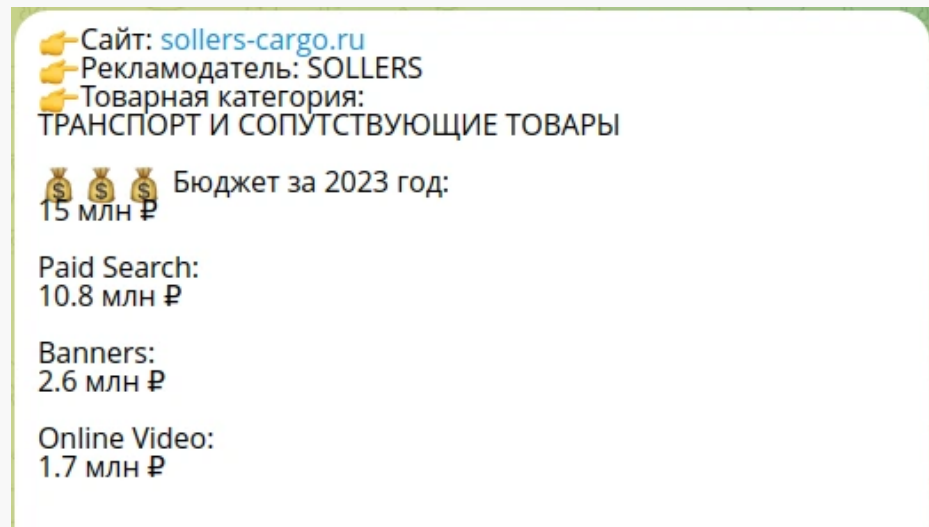 👉Сайт: sollers-cargo.ru
👉Рекламодатель: SOLLERS
👉Товарная категория:
ТРАНСПОРТ И СОПУТСТВУЮЩИЕ ТОВАРЫ
💰 💰 💰 Бюджет за 2023 год:
15 млн ₽
Paid Search:
10.8 млн ₽
Banners:
2.6 млн ₽
Online Video:
1.7 млн ₽